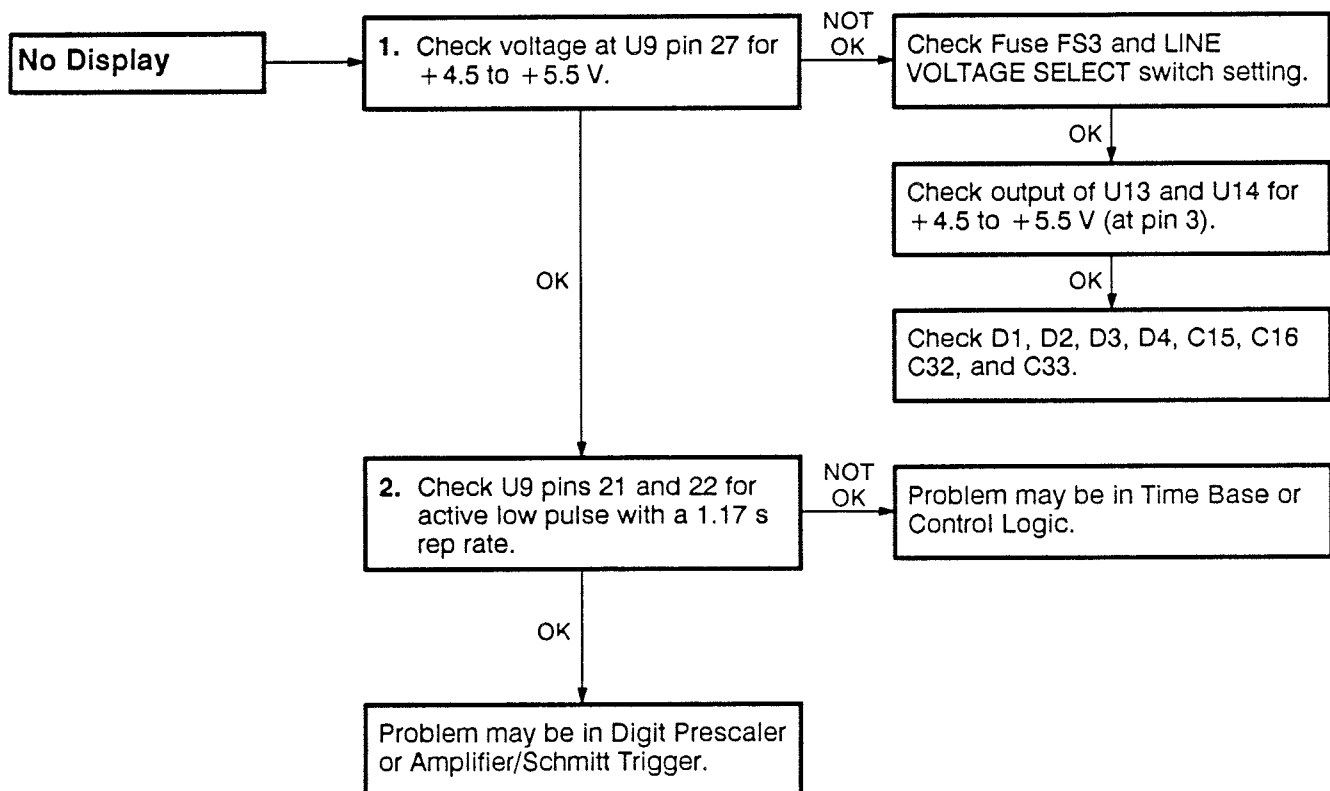 No Display
1. Check voltage at U9 pin 27 for
+4.5 to +5.5 V.
NOT
OK
Check Fuse FS3 and LINE
VOLTAGE SELECT switch setting.
OK
Check output of U13 and U14 for
+4.5 to +5.5 V (at pin 3).
OK
OK
Check D1, D2, D3, D4, C15, C16
C32, and C33.
2. Check U9 pins 21 and 22 for
active low pulse with a 1.17 s
rep rate.
NOT
OK
Problem may be in Time Base or
Control Logic.
OK
Problem may be in Digit Prescaler
or Amplifier/Schmitt Trigger.